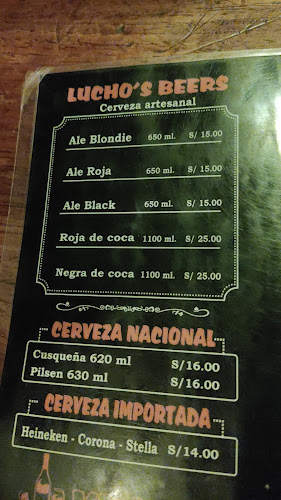 LUCHO'S BEERS
Cerveza artesanal
Ale Blondie 650 ml. S/ 15.00
Ale Roja 650 ml. S/ 15.00
Ale Black 650 ml. S/ 15.00
Roja de coca 1100 ml. S/ 25.00
Negra de coca 1100 ml. S/ 25.00
CERVEZA NACIONAL
Cusqueña 620 ml S/16.00
Pilsen 630 ml S/16.00
CERVEZA IMPORTADA
Heineken - Corona - Stella S/14.00